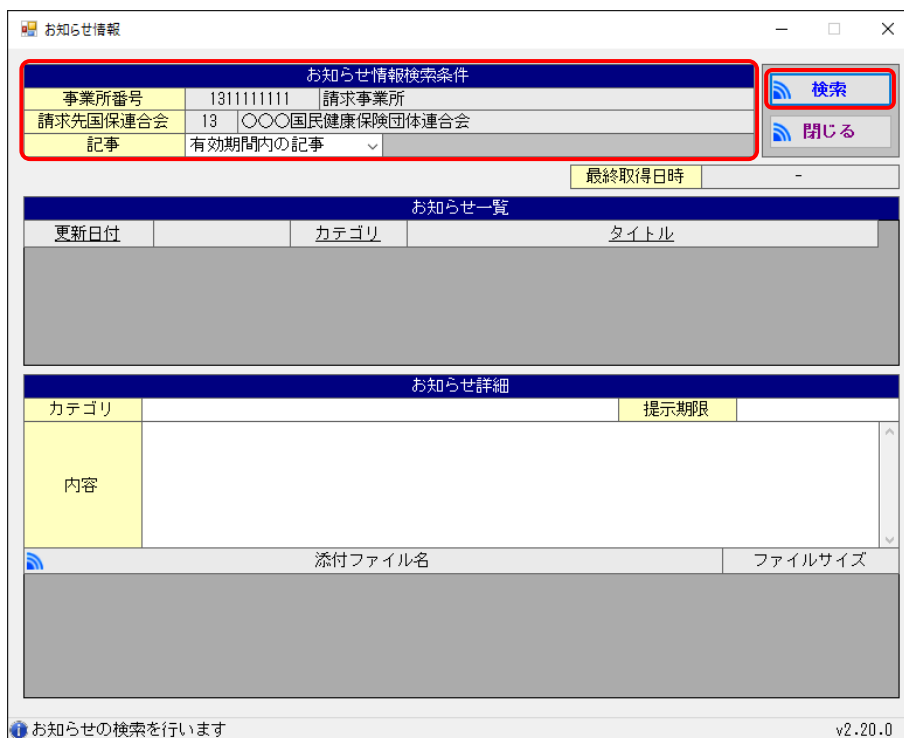 お知らせ情報
お知らせ情報検索条件
事業所番号 1311111111 請求事業所
請求先国保連合会 13 〇〇〇国民健康保険団体連合会
記事 有効期間内の記事
検索
閉じる
最終取得日時 -
お知らせ一覧
更新日付 カテゴリ タイトル
お知らせ詳細
カテゴリ 提示期限
内容
添付ファイル名 ファイルサイズ
お知らせの検索を行います v2.20.0